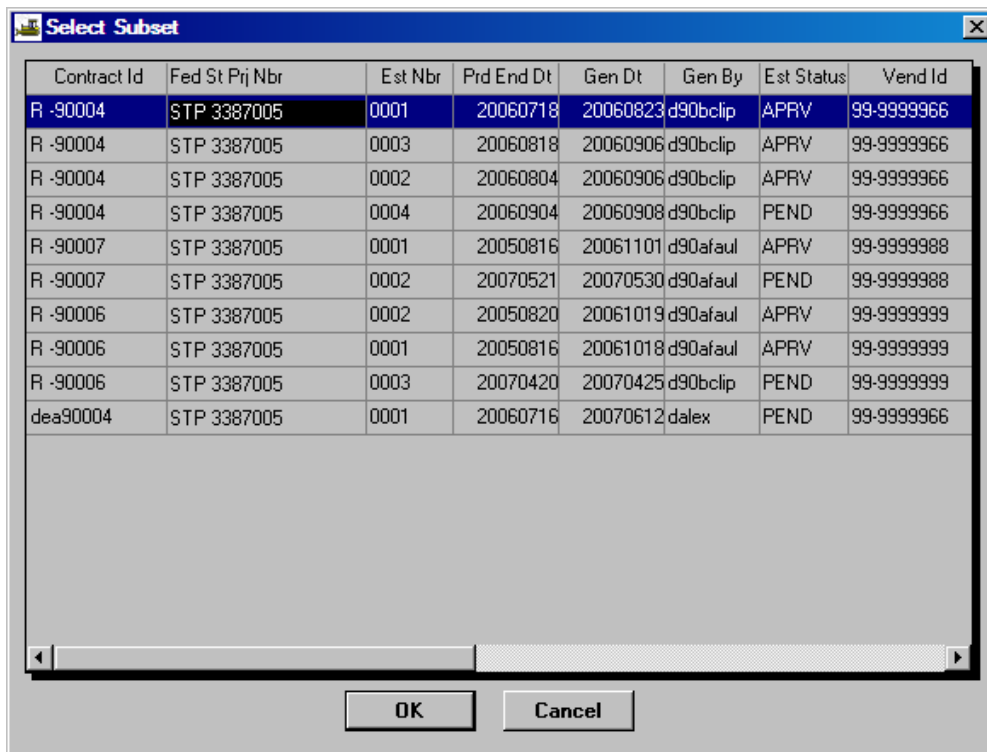 Select Subset
Contract Id Fed St Prj Nbr Est Nbr Prd End Dt Gen Dt Gen By Est Status Vend Id
R -90004 STP 3387005 0001 20060718 20060823 d90bclip APRV 99-9999966
R -90004 STP 3387005 0003 20060818 20060906 d90bclip APRV 99-9999966
R -90004 STP 3387005 0002 20060804 20060906 d90bclip APRV 99-9999966
R -90004 STP 3387005 0004 20060904 20060908 d90bclip PEND 99-9999966
R -90007 STP 3387005 0001 20050816 20061101 d90afaul APRV 99-9999988
R -90007 STP 3387005 0002 20070521 20070530 d90afaul PEND 99-9999988
R -90006 STP 3387005 0002 20050820 20061019 d90afaul APRV 99-9999999
R -90006 STP 3387005 0001 20050816 20061018 d90afaul APRV 99-9999999
R -90006 STP 3387005 0003 20070420 20070425 d90bclip PEND 99-9999999
dea90004 STP 3387005 0001 20060716 20070612 dalex PEND 99-9999966
OK Cancel